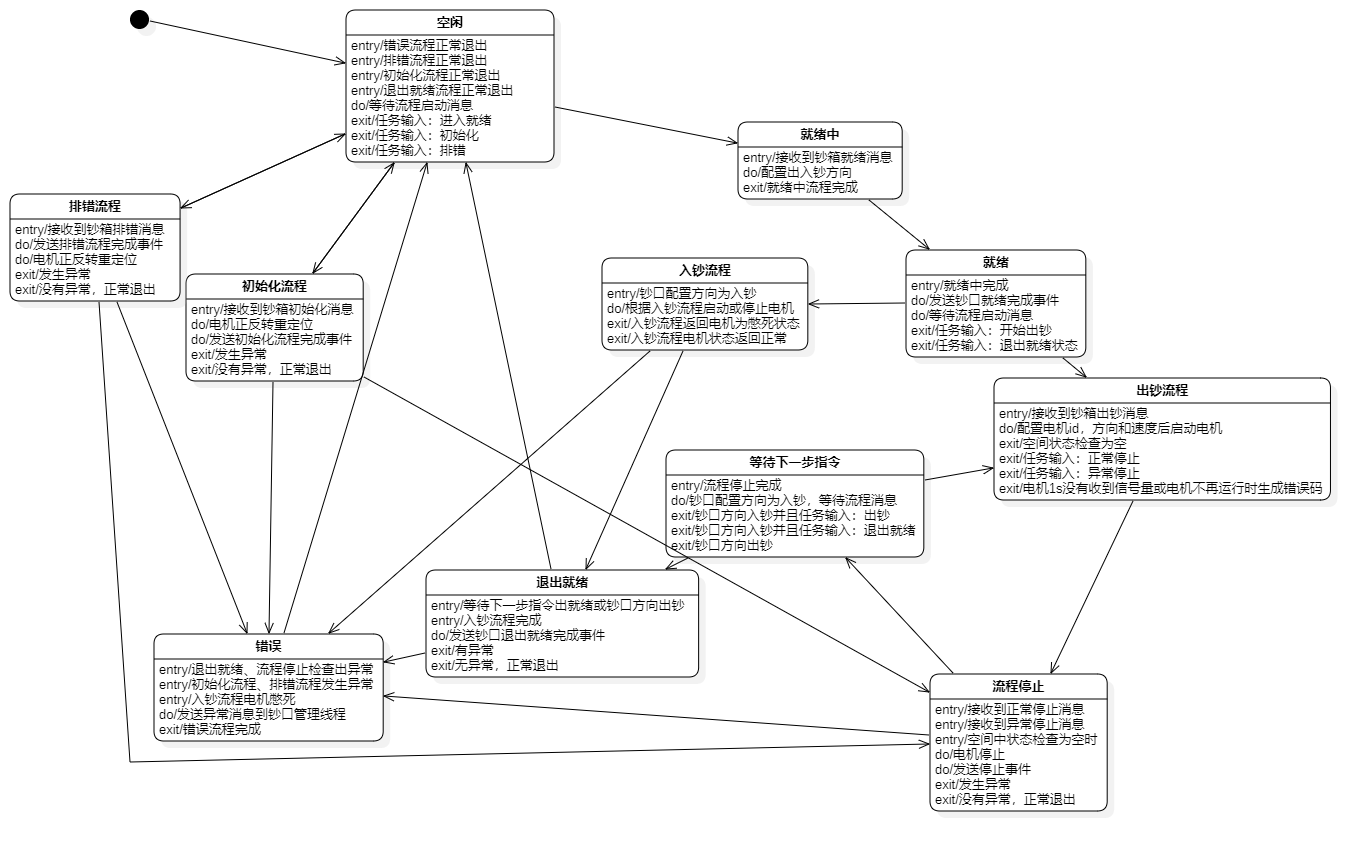 空闲
entry/错误流程正常退出
entry/排错流程正常退出
entry/初始化流程正常退出
entry/退出就绪流程正常退出
do/等待流程启动消息
exit/任务输入：进入就绪
exit/任务输入：初始化
exit/任务输入：排错
就绪中
entry/接收到钞箱就绪消息
do/配置出入钞方向
exit/就绪中流程完成
排错流程
entry/接收到钞箱排错消息
do/发送排错流程完成事件
do/电机正反转重定位
exit/发生异常
exit/没有异常，正常退出
初始化流程
entry/接收到钞箱初始化消息
do/电机正反转重定位
do/发送初始化流程完成事件
exit/发生异常
exit/没有异常，正常退出
入钞流程
entry/钞口配置方向为入钞
do/根据入钞流程启动或停止电机
exit/入钞流程返回电机为憋死状态
exit/入钞流程电机状态返回正常
就绪
entry/就绪中完成
do/发送钞口就绪完成事件
do/等待流程启动消息
exit/任务输入：开始出钞
exit/任务输入：退出就绪状态
出钞流程
entry/接收到钞箱出钞消息
do/配置电机id，方向和速度后启动电机
exit/空间状态检查为空
exit/任务输入：正常停止
exit/任务输入：异常停止
exit/电机1s没有收到信号量或电机不再运行时生成错误码
等待下一步指令
entry/流程停止完成
do/钞口配置方向为入钞，等待流程消息
exit/钞口方向入钞并且任务输入：出钞
exit/钞口方向入钞并且任务输入：退出就绪
exit/钞口方向出钞
退出就绪
entry/等待下一步指令出就绪或钞口方向出钞
entry/入钞流程完成
do/发送钞口退出就绪完成事件
exit/有异常
exit/无异常，正常退出
错误
entry/退出就绪、流程停止检查出异常
entry/初始化流程、排错流程发生异常
entry/入钞流程电机憋死
do/发送异常消息到钞口管理线程
exit/错误流程完成
流程停止
entry/接收到正常停止消息
entry/接收到异常停止消息
entry/空间中状态检查为空时
do/电机停止
do/发送停止事件
exit/发生异常
exit/没有异常，正常退出